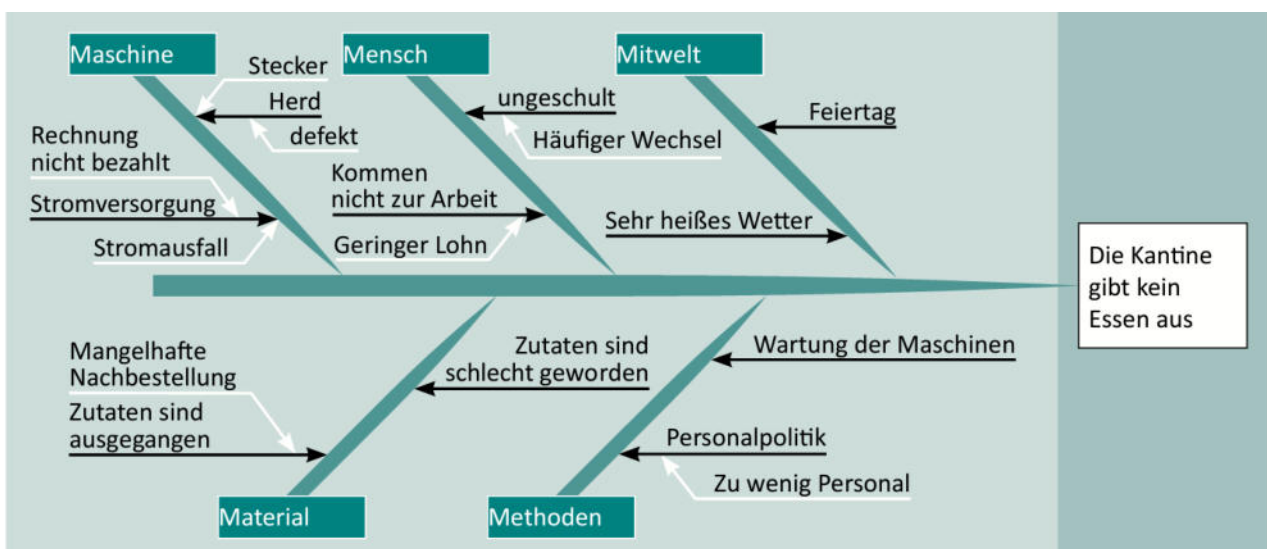 Maschine
Stecker
Herd
defekt
Rechnung
nicht bezahlt
Stromversorgung
Stromausfall
Mensch
ungeschult
Häufiger Wechsel
Kommen
nicht zur Arbeit
Geringer Lohn
Mitwelt
Feiertag
Sehr heißes Wetter
Die Kantine
gibt kein
Essen aus
Mangelhafte
Nachbestellung
Zutaten sind
ausgegangen
Zutaten sind
schlecht geworden
Material
Wartung der Maschinen
Personalpolitik
Zu wenig Personal
Methoden